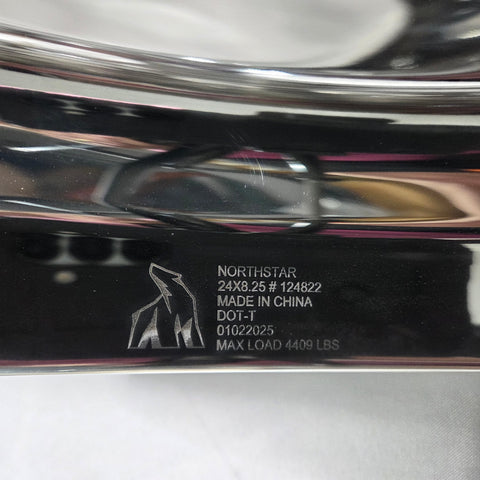 NORTHSTAR
24X8.25 # 124822
MADE IN CHINA
DOT-T
01022025
MAX LOAD 4409 LBS